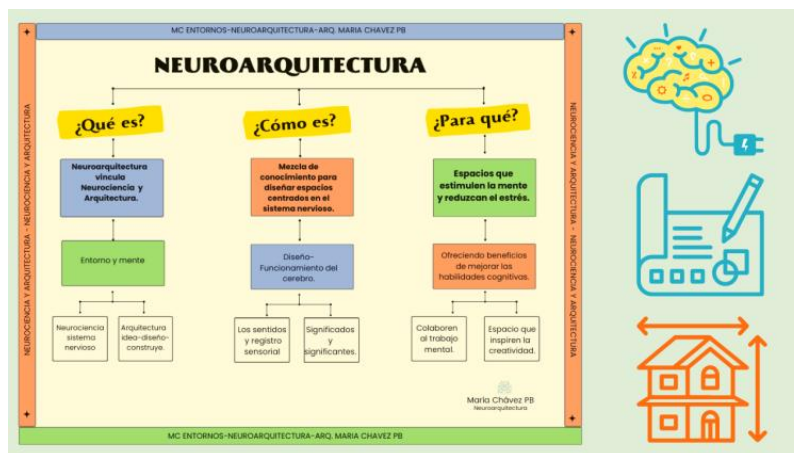 MC ENTORNOS-NEUROARQUITECTURA-ARQ. MARIA CHAVEZ PB
NEUROARQUITECTURA
¿Qué es?
¿Cómo es?
¿Para qué?
Neuroarquitectura
vincula
Neurociencia y
Arquitectura.
Mezcla de
conocimiento para
diseñar espacios
centrados en el
sistema nervioso.
Espacios que
estimulen la mente
y reduzcan el estrés.
Entorno y mente
Diseño-
Funcionamiento del
cerebro.
Ofreciendo beneficios
de mejorar las
habilidades cognitivas.
Neurociencia
sistema
nervioso
Arquitectura
idea-diseño-
construye.
Los sentidos
y registro
sensorial
Significados
y
significantes.
Colaboren
al trabajo
mental.
Espacio que
inspiren la
creatividad.
María Chávez PB
Neuroarquitectura
MC ENTORNOS-NEUROARQUITECTURA-ARQ. MARIA CHAVEZ PB
NEUROCIENCIA Y ARQUITECTURA - NEUROCIENCIA Y ARQUITECTURA
NEUROCIENCIA Y ARQUITECTURA - NEUROCIENCIA Y ARQUITECTURA